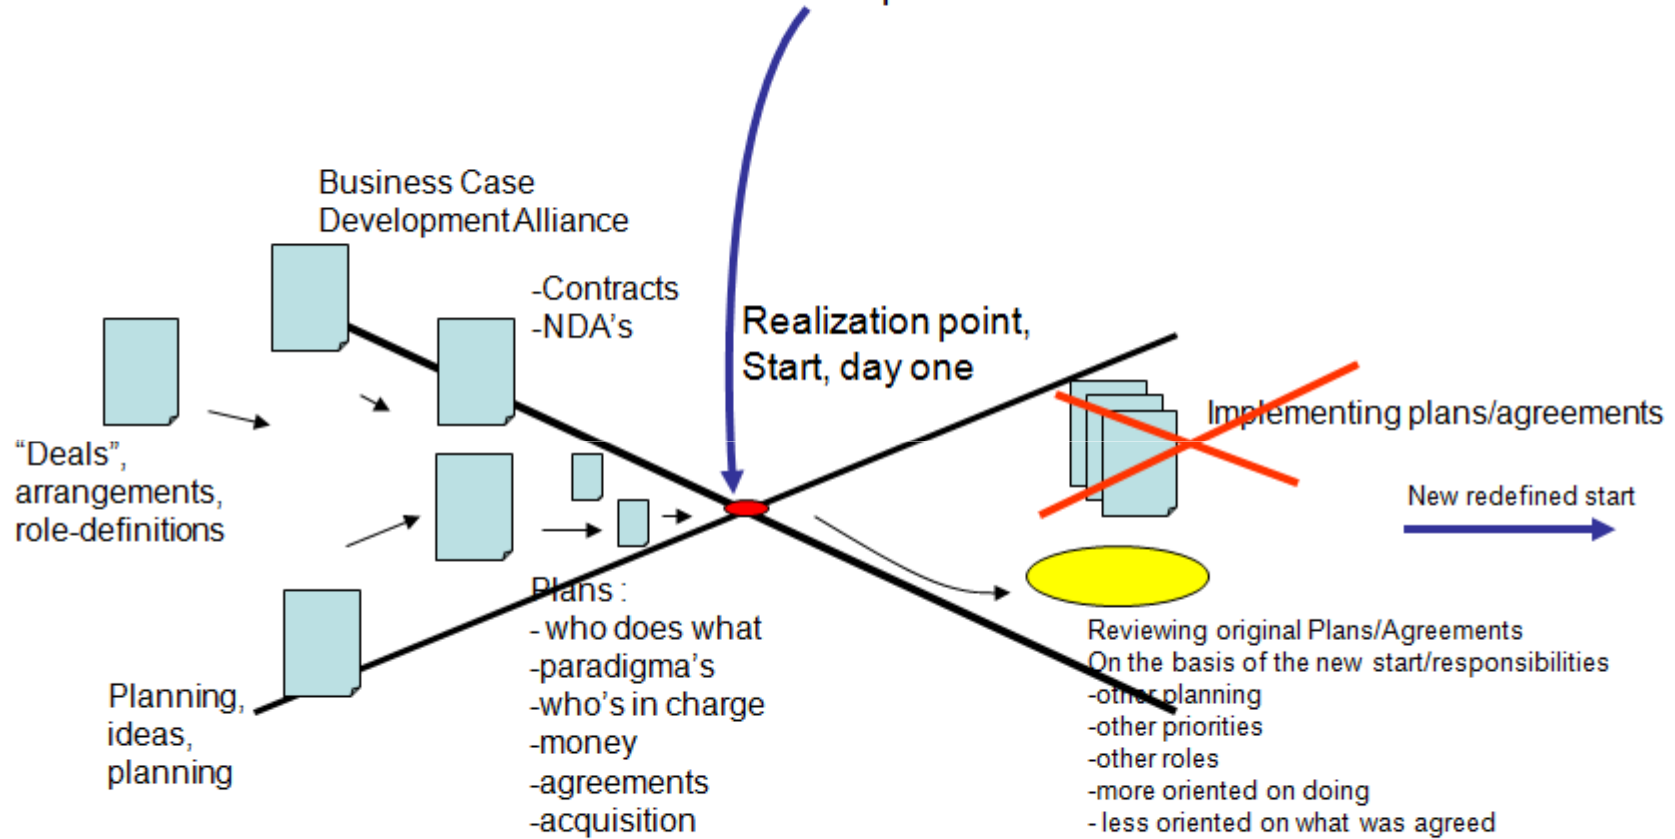 Business Case
Development Alliance
-Contracts
-NDA's
Realization point,
Start, day one
"Deals",
arrangements,
role-definitions
Planning,
ideas,
planning
Plans :
- who does what
-paradigma's
-who's in charge
-money
-agreements
-acquisition
Implementing plans/agreements
New redefined start
Reviewing original Plans/Agreements
On the basis of the new start/responsibilities
-other planning
-other priorities
-other roles
-more oriented on doing
- less oriented on what was agreed